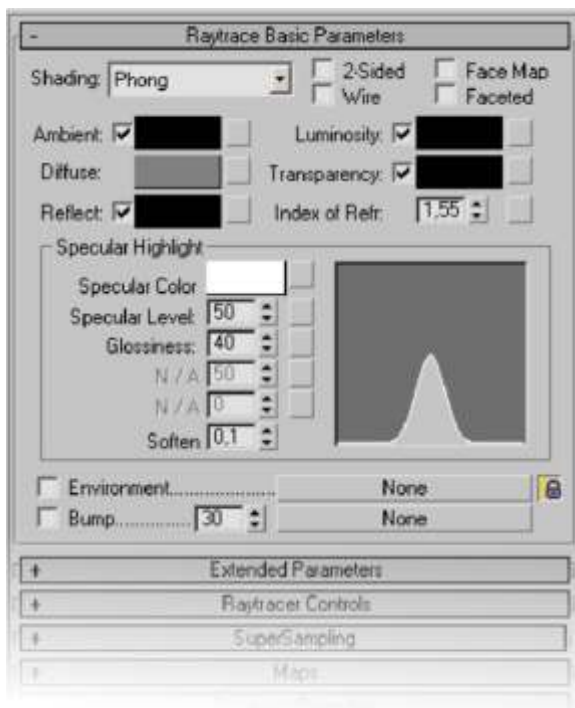 - Raytrace Basic Parameters
Shading: Phong 2-Sided Face Map
Wire Faceted
Ambient: Luminosity:
Diffuse: Transparency:
Reflect: Index of Refr: 1,55
Specular Highlight
Specular Color
Specular Level: 50
Glossiness: 40
N / A 50
N / A 0
Soften 0,1
Environment...................... None
Bump............... 30 None
+ Extended Parameters
+ Raytracer Controls
+ SuperSampling
+ Maps